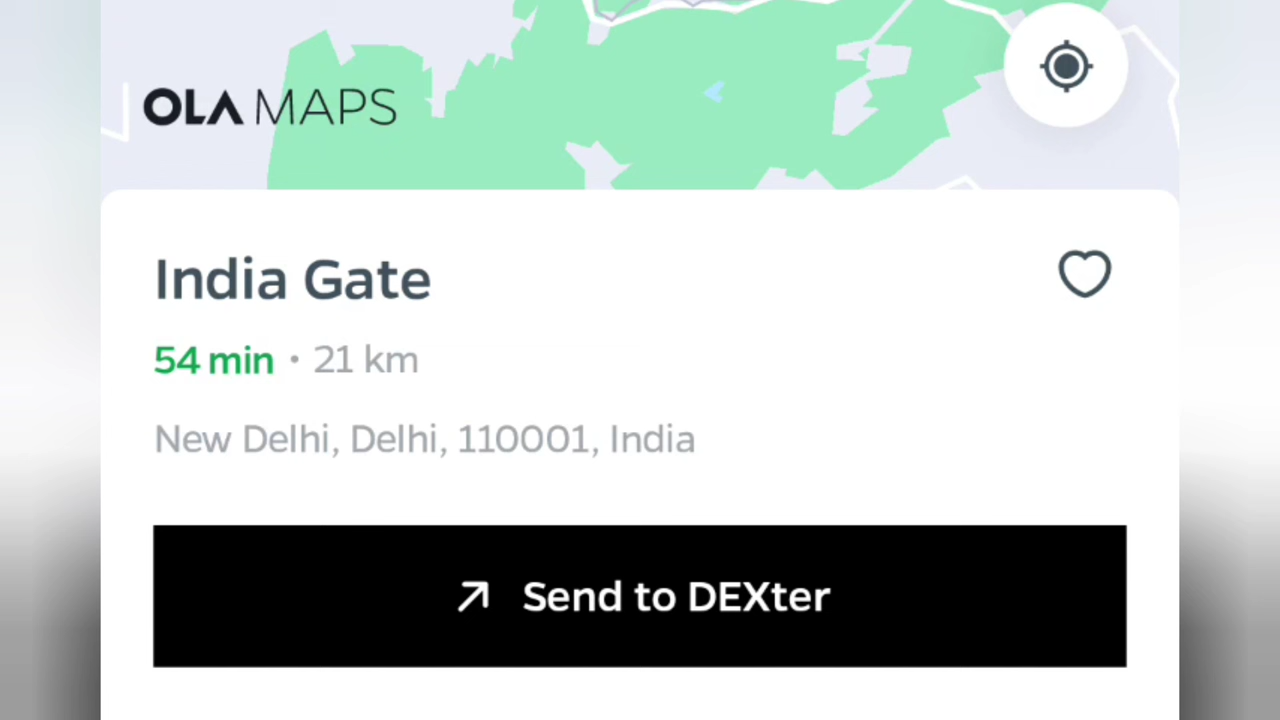 OLA MAPS
India Gate
54 min • 21 km
New Delhi, Delhi, 110001, India
Send to DEXter